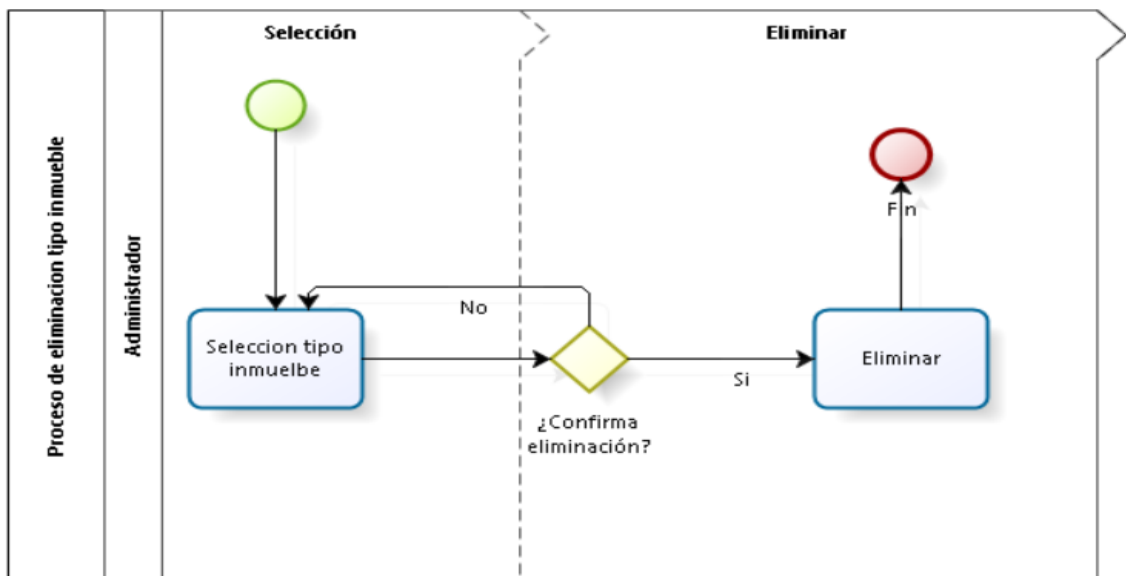 Proceso de eliminacion tipo inmueble
Administrador
Selección
Eliminar
Seleccion tipo
inmuelbe
No
¿Confirma
eliminación?
Si
Eliminar
Fin